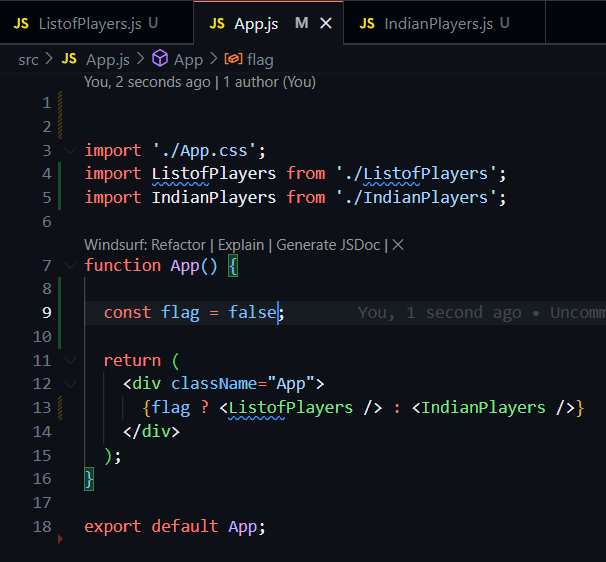 JS ListofPlayers.js U JS App.js M JS IndianPlayers.js U
src > JS App.js > App > flag
You, 2 seconds ago | 1 author (You)
1
2
3 import './App.css';
4 import ListofPlayers from './ListofPlayers';
5 import IndianPlayers from './IndianPlayers';
6
Windsurf: Refactor | Explain | Generate JSDoc | ×
7 function App() {
8
9 const flag = false; You, 1 second ago • Uncomm
10
11 return (
12 <div className="App">
13 {flag ? <ListofPlayers /> : <IndianPlayers />}
14 </div>
15 );
16 }
17
18 export default App;